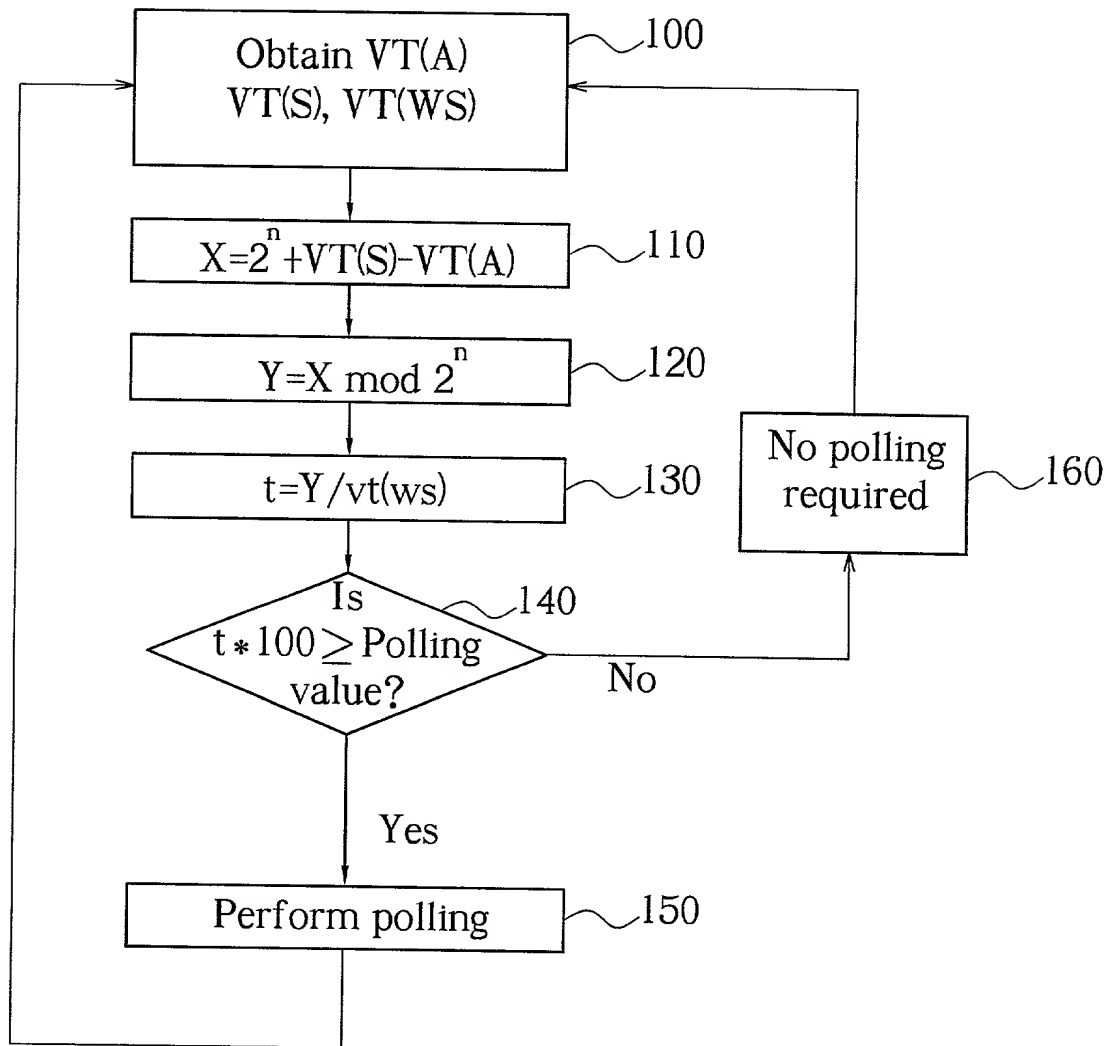 Obtain VT(A)
VT(S), VT(WS)
100
X=2^n+VT(S)-VT(A)
110
Y=X mod 2^n
120
t=Y/vt(ws)
130
No polling
required
160
Is
t*100≥Polling
value?
140
No
Yes
Perform polling
150